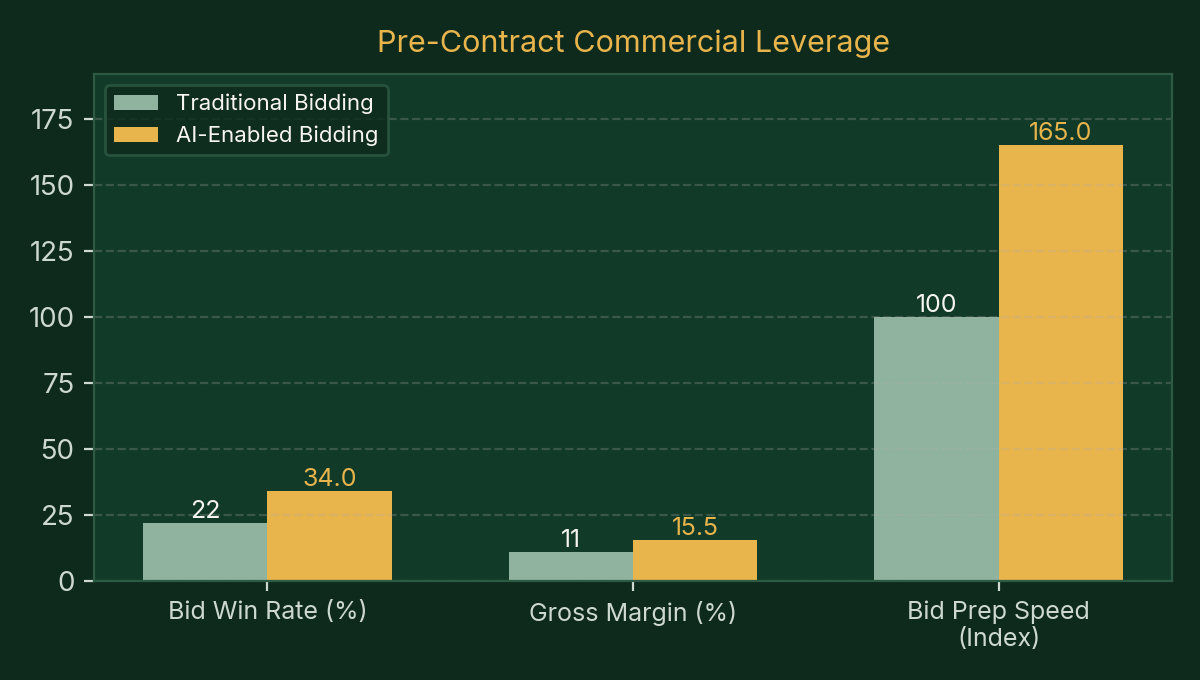 Pre-Contract Commercial Leverage
Traditional Bidding
AI-Enabled Bidding
175
150
125
100
75
50
25
0
22
34.0
11
15.5
100
165.0
Bid Win Rate (%)
Gross Margin (%)
Bid Prep Speed
(Index)